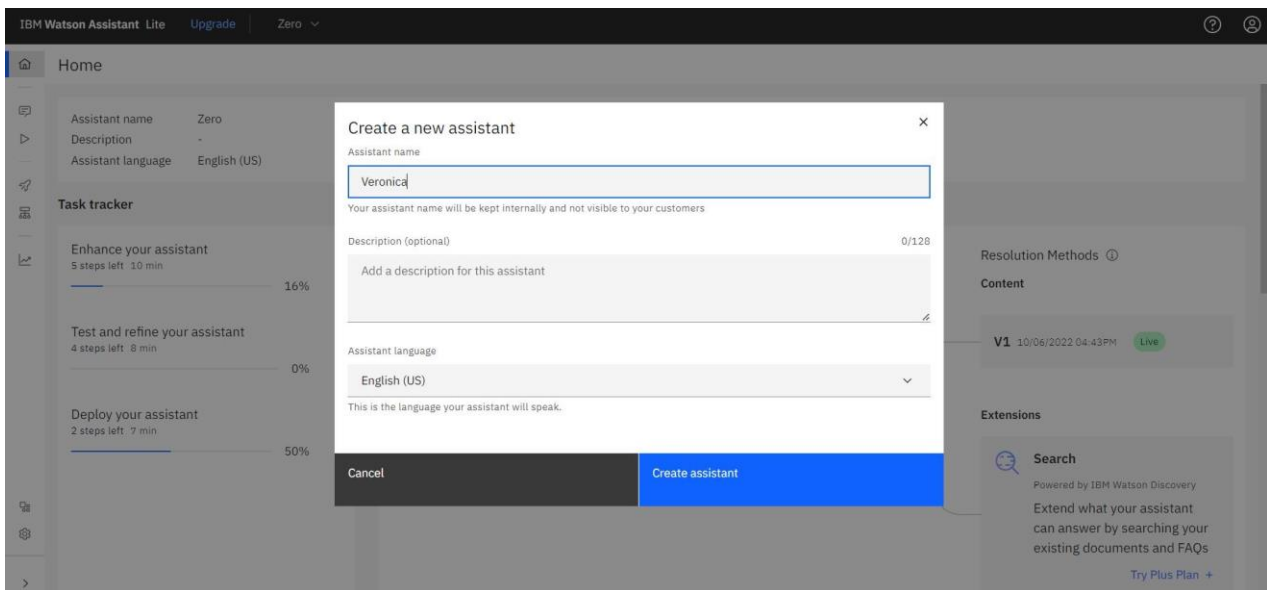 IBM Watson Assistant Lite Upgrade Zero
Home
Assistant name Zero
Description -
Assistant language English (US)
Task tracker
Enhance your assistant
5 steps left 10 min
16%
Test and refine your assistant
4 steps left 8 min
0%
Deploy your assistant
2 steps left 7 min
50%
Create a new assistant
Assistant name
Veronica
Your assistant name will be kept internally and not visible to your customers
Description (optional) 0/128
Add a description for this assistant
Assistant language
English (US)
This is the language your assistant will speak.
Cancel Create assistant
Resolution Methods
Content
V1 10/06/2022 04:43PM Live
Extensions
Search
Powered by IBM Watson Discovery
Extend what your assistant
can answer by searching your
existing documents and FAQs
Try Plus Plan +